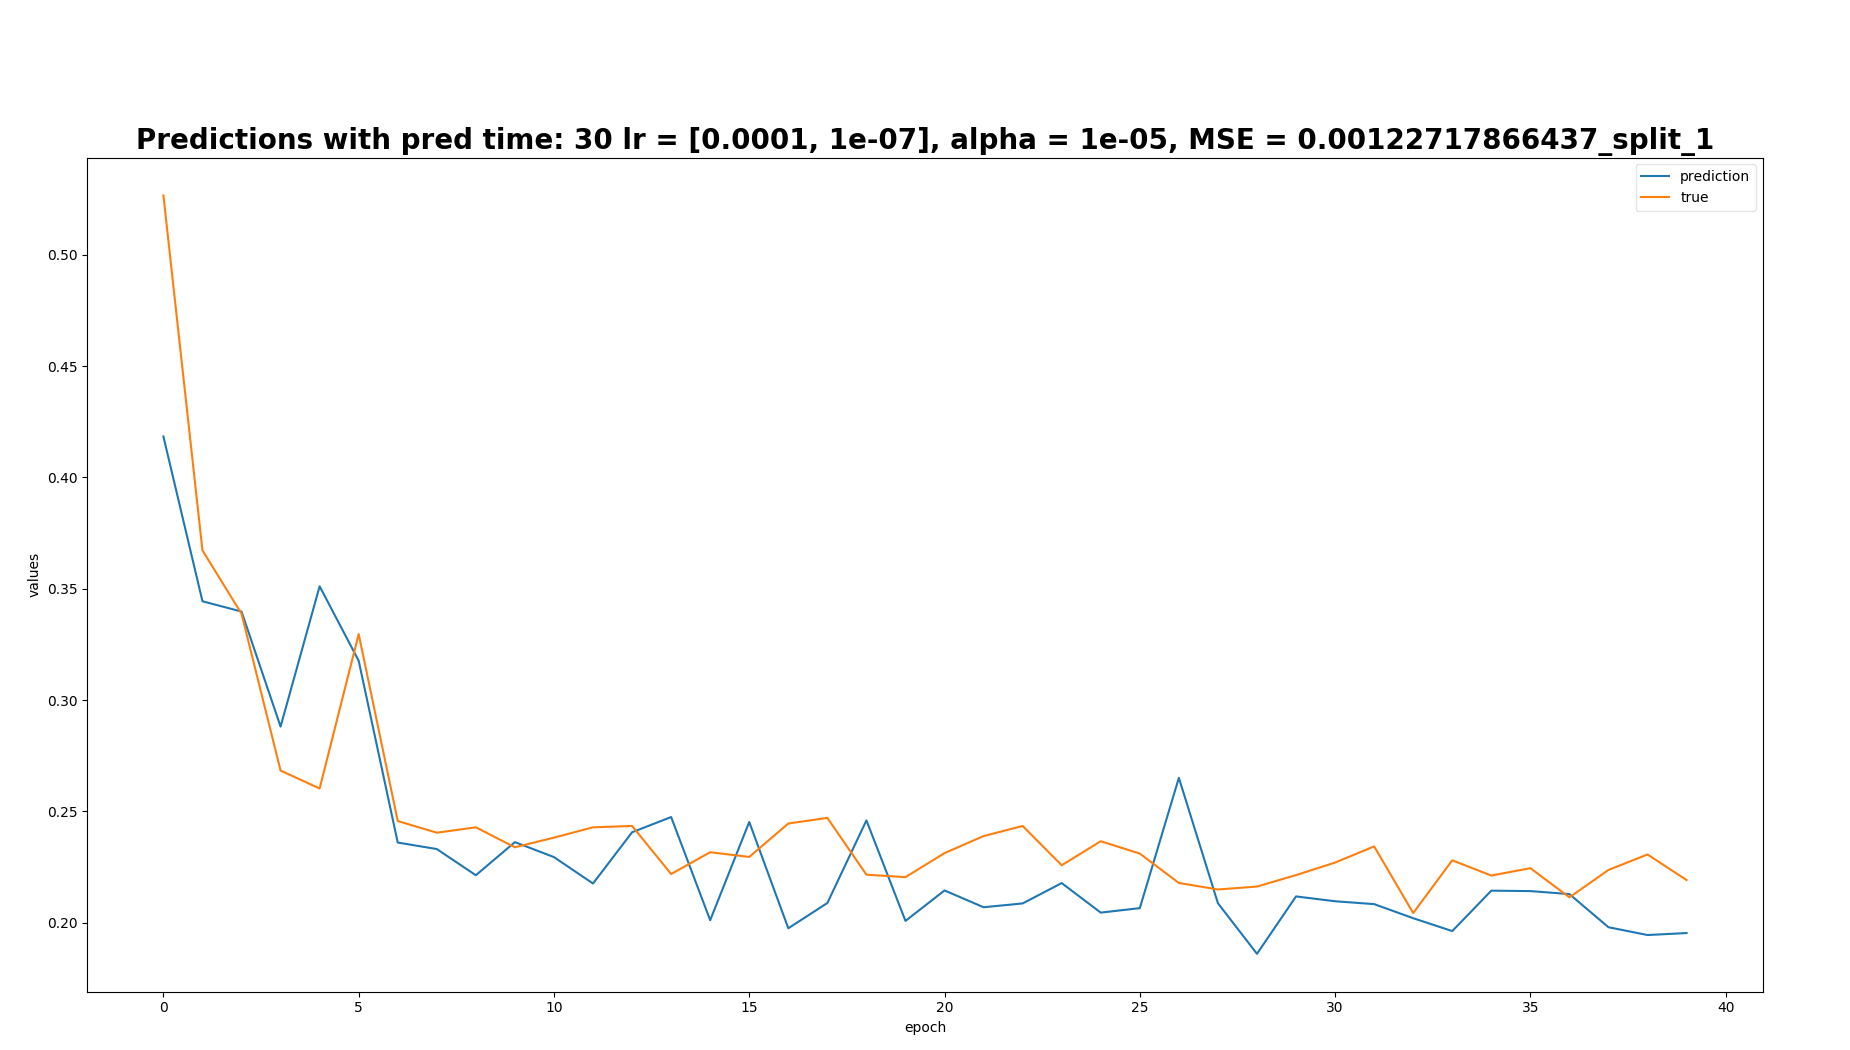 Predictions with pred time: 30 lr = [0.0001, 1e-07], alpha = 1e-05, MSE = 0.00122717866437_split_1
prediction
true
0.50
0.45
0.40
0.35
0.30
0.25
0.20
values
0 5 10 15 20 25 30 35 40
epoch